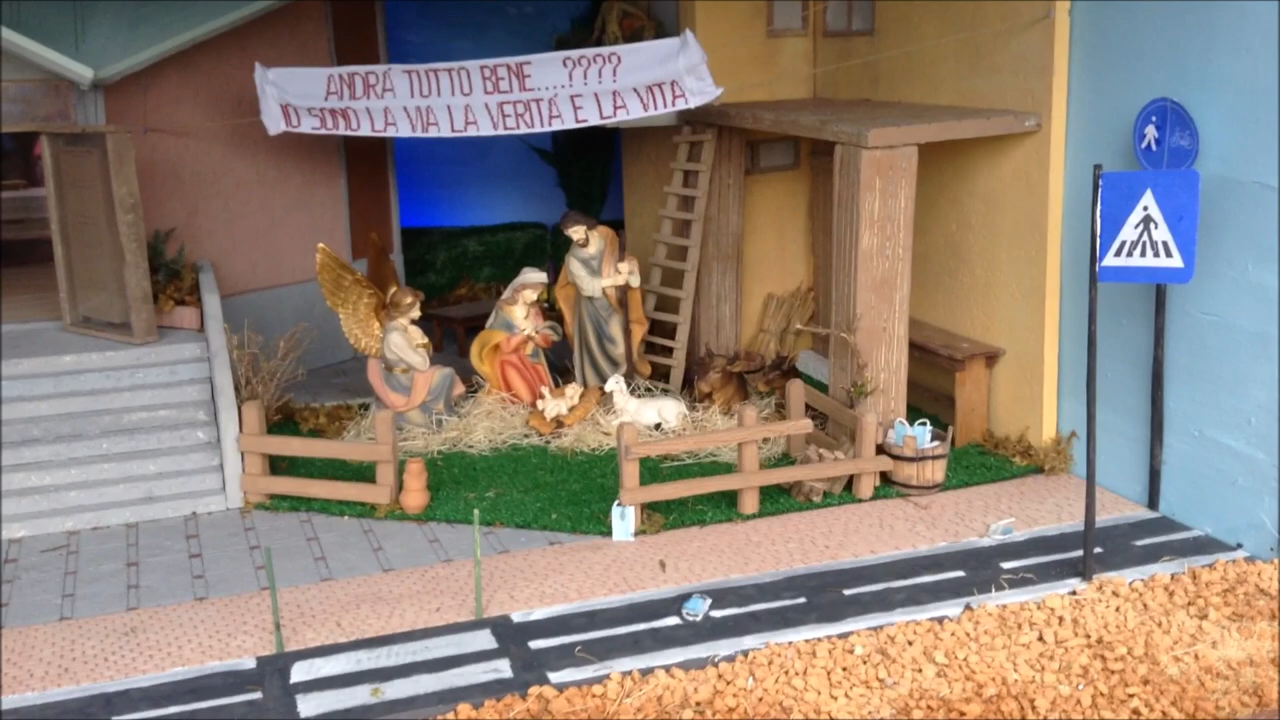 ANDRÁ TUTTO BENE....????
IO SONO LA VIA LA VERITÁ E LA VITA